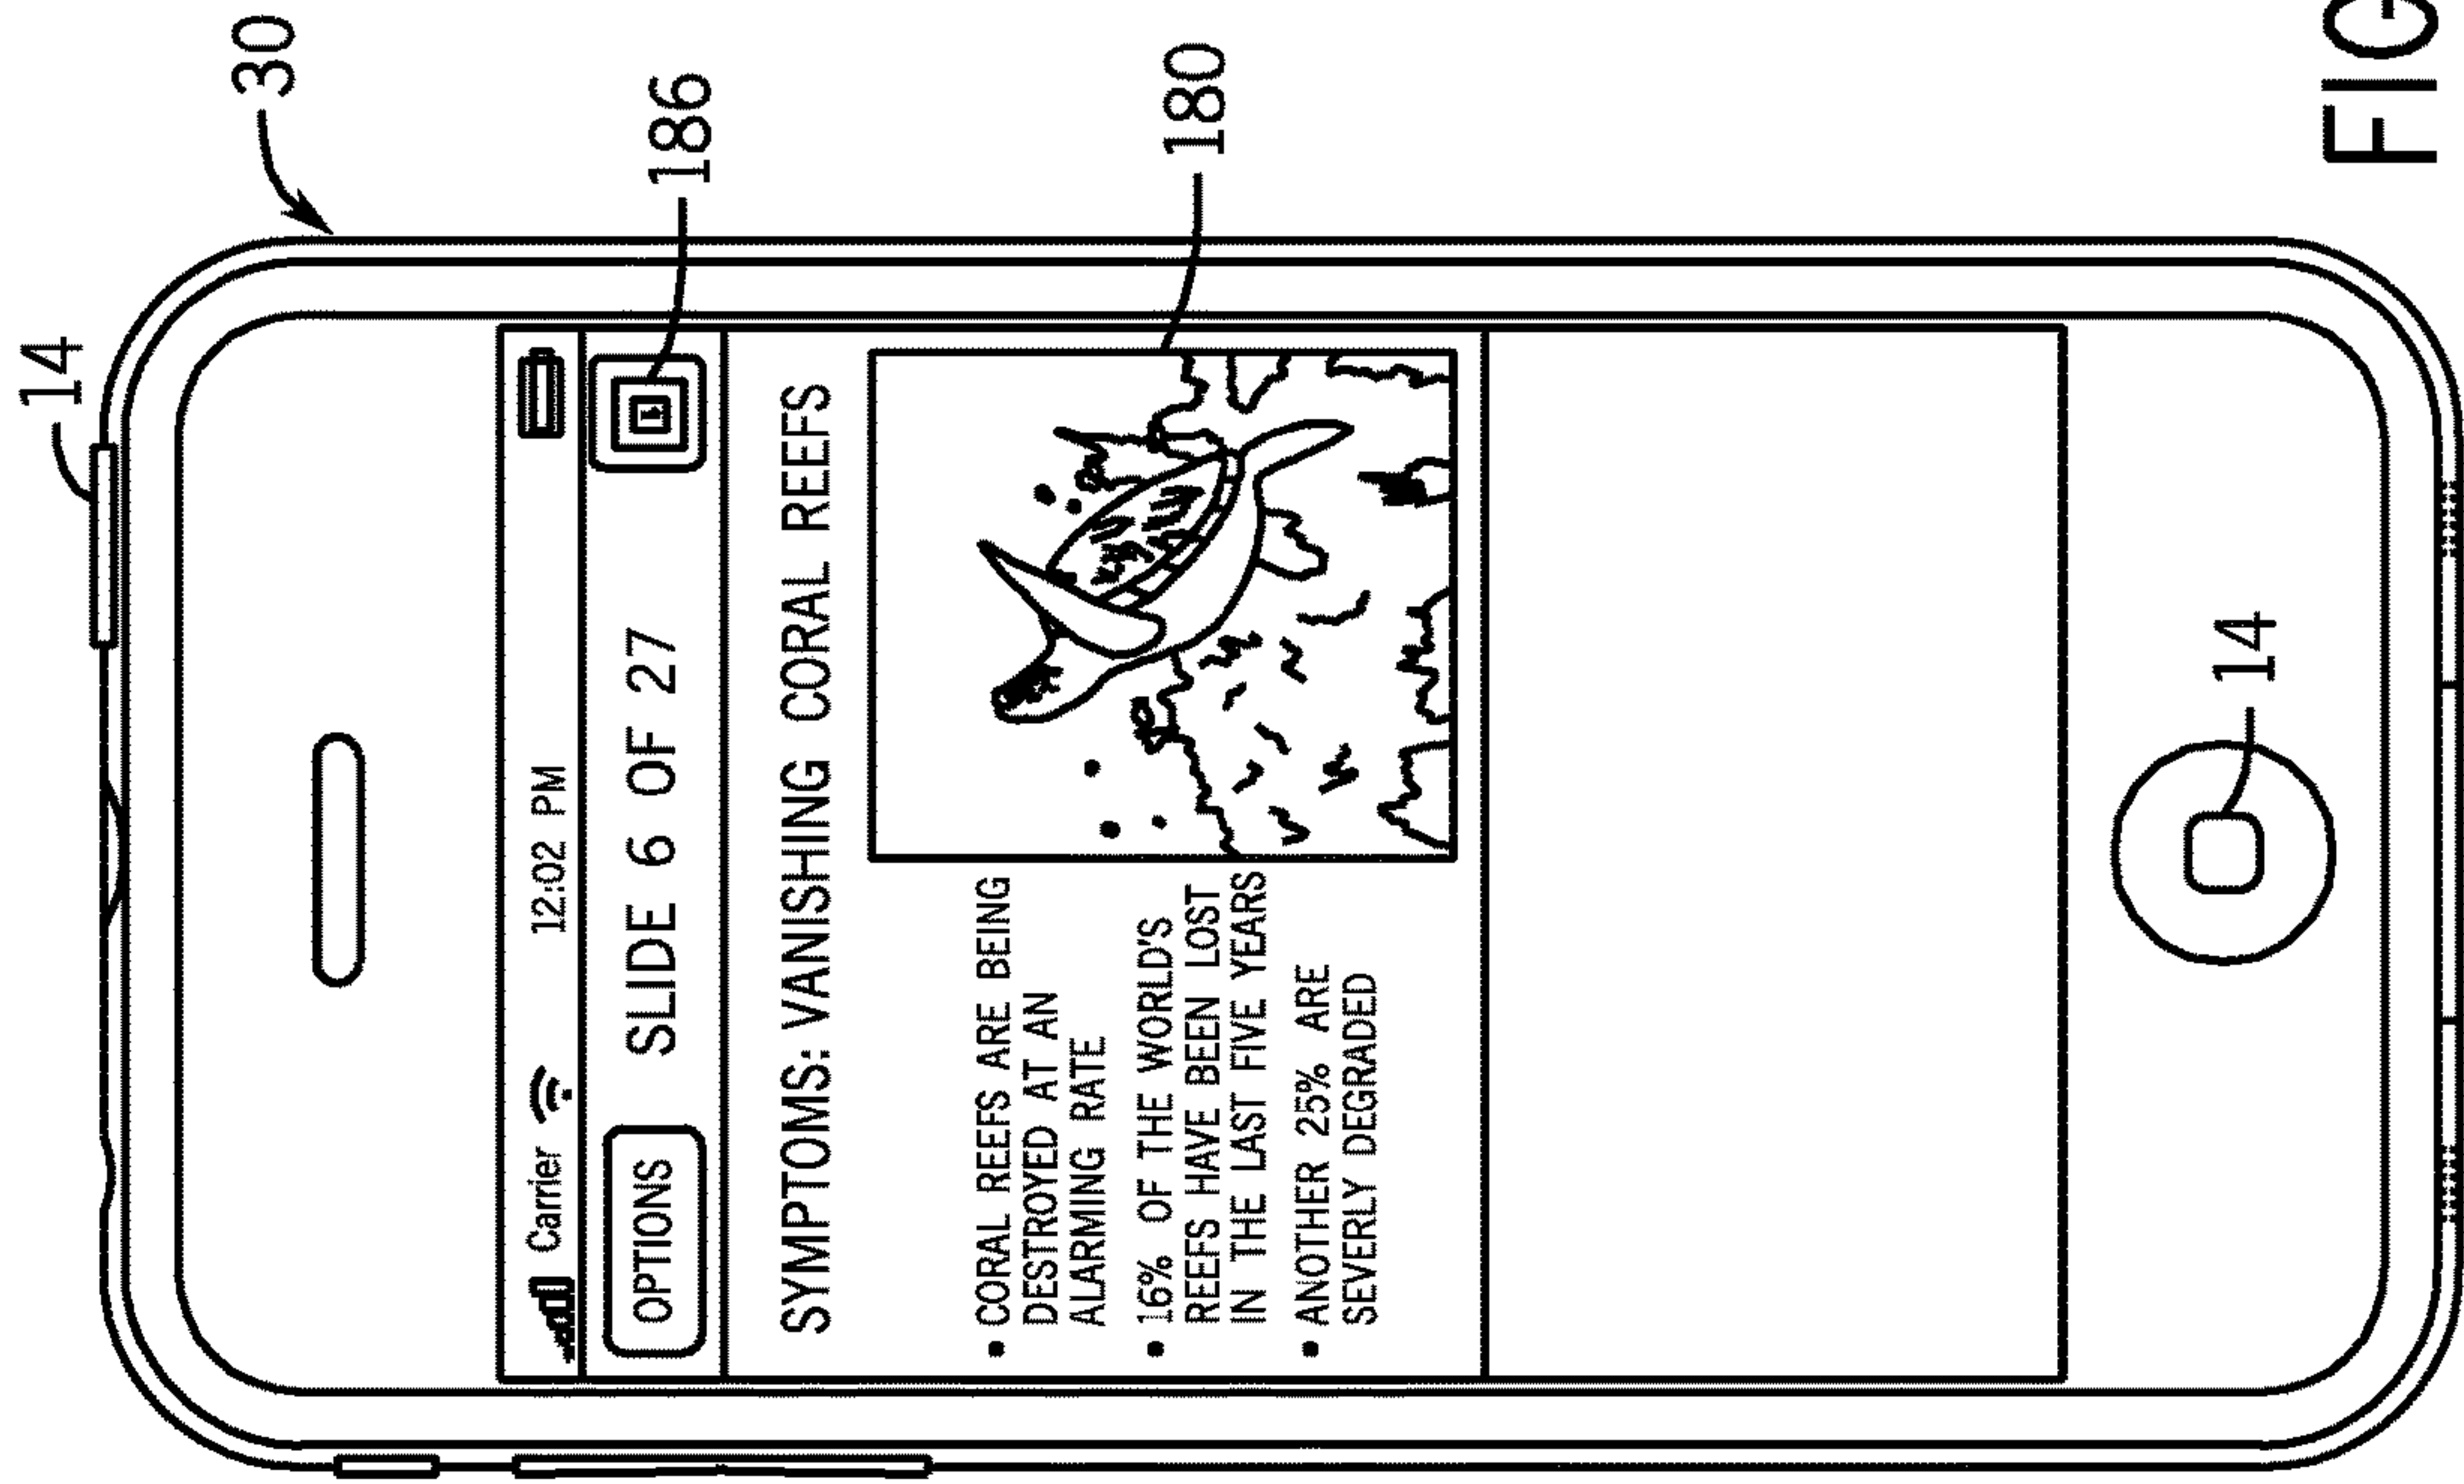 14
30
Carrier 12:02 PM
OPTIONS SLIDE 6 OF 27
186
SYMPTOMS: VANISHING CORAL REEFS
• CORAL REEFS ARE BEING
DESTROYED AT AN
ALARMING RATE
• 16% OF THE WORLD'S
REEFS HAVE BEEN LOST
IN THE LAST FIVE YEARS
• ANOTHER 25% ARE
SEVERLY DEGRADED
180
14
FIG